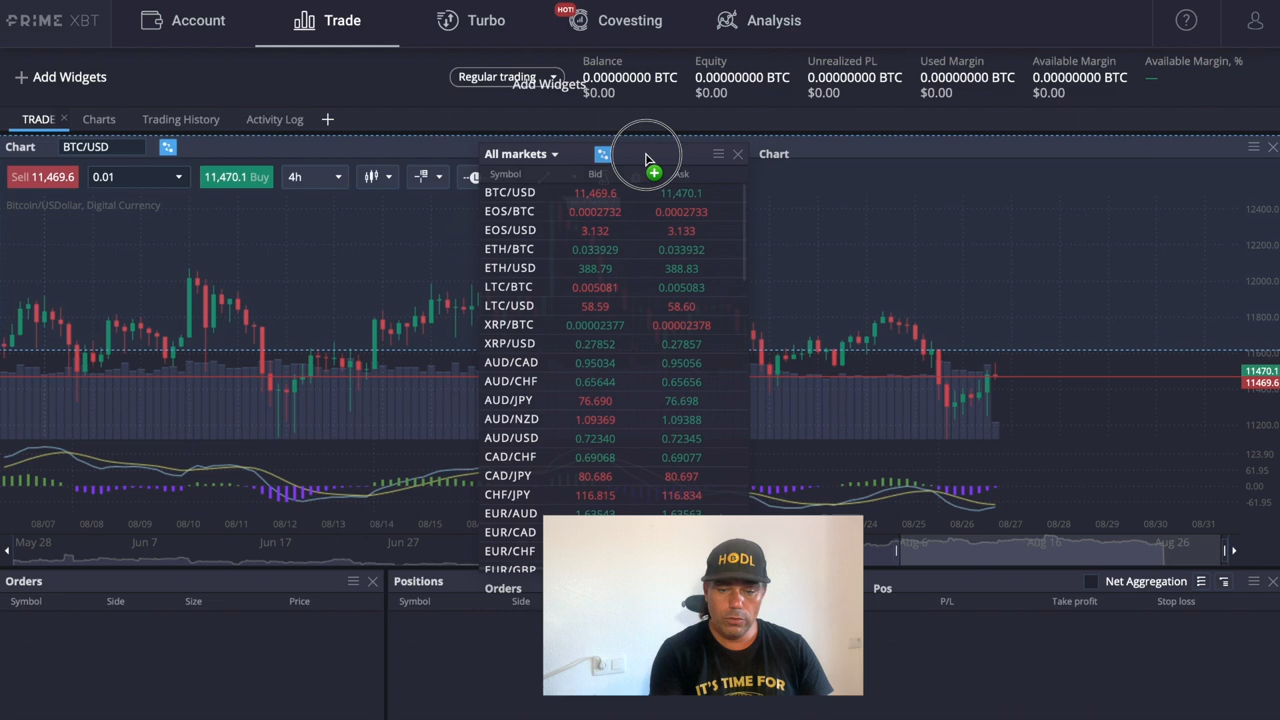 PRIME XBT
Account
Trade
Turbo
HOT!
Covesting
Analysis
?
+ Add Widgets
Regular trading
Add Widgets
Balance
0.00000000 BTC
$0.00
Equity
0.00000000 BTC
$0.00
Unrealized PL
0.00000000 BTC
$0.00
Used Margin
0.00000000 BTC
$0.00
Available Margin
0.00000000 BTC
$0.00
Available Margin, %
—
TRADE
Charts
Trading History
Activity Log
Chart
BTC/USD
All markets
Chart
Sell 11,469.6
0.01
11,470.1 Buy
4h
Bitcoin/USDollar, Digital Currency
Symbol Bid
BTC/USD 11,469.6 11,470.1
EOS/BTC 0.0002732 0.0002733
EOS/USD 3.132 3.133
ETH/BTC 0.033929 0.033932
ETH/USD 388.79 388.83
LTC/BTC 0.005081 0.005083
LTC/USD 58.59 58.60
XRP/BTC 0.00002377 0.00002378
XRP/USD 0.27852 0.27857
AUD/CAD 0.95034 0.95056
AUD/CHF 0.65644 0.65656
AUD/JPY 76.690 76.698
AUD/NZD 1.09369 1.09388
AUD/USD 0.72340 0.72345
CAD/CHF 0.69068 0.69077
CAD/JPY 80.686 80.697
CHF/JPY 116.815 116.834
EUR/AUD 1.63543 1.63563
EUR/CAD
EUR/CHF
EUR/GBP
12400.0
12200.0
12000.0
11800.0
11600.0
11470.1
11469.6
11200.0
123.90
61.95
0.00
-61.95
08/07 08/08 08/09 08/10 08/11 08/12 08/13 08/14 08/15
08/25 08/26 08/27 08/28 08/29 08/30 08/31
May 28 Jun 7 Jun 17 Jun 27
Aug 6 Aug 16 Aug 26
Orders
Symbol Side Size Price
Positions
Symbol Side
Orders
Pos
Net Aggregation
P/L Take profit Stop loss
HODL
IT'S TIME FOR